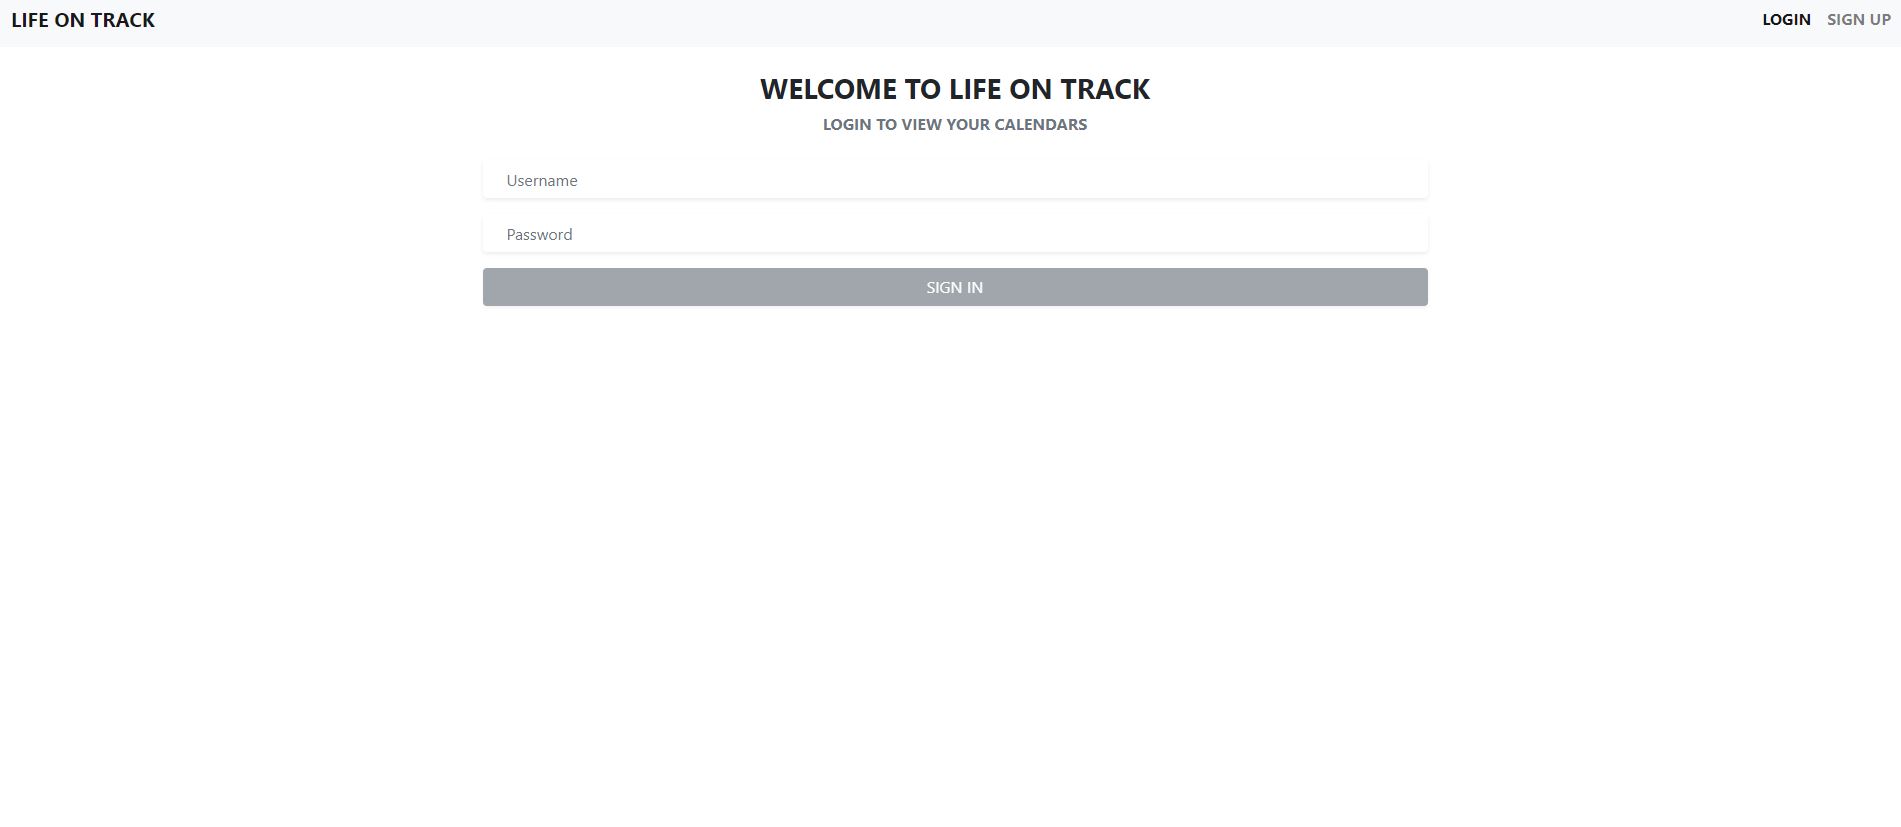 LIFE ON TRACK
LOGIN SIGN UP
WELCOME TO LIFE ON TRACK
LOGIN TO VIEW YOUR CALENDARS
Username
Password
SIGN IN